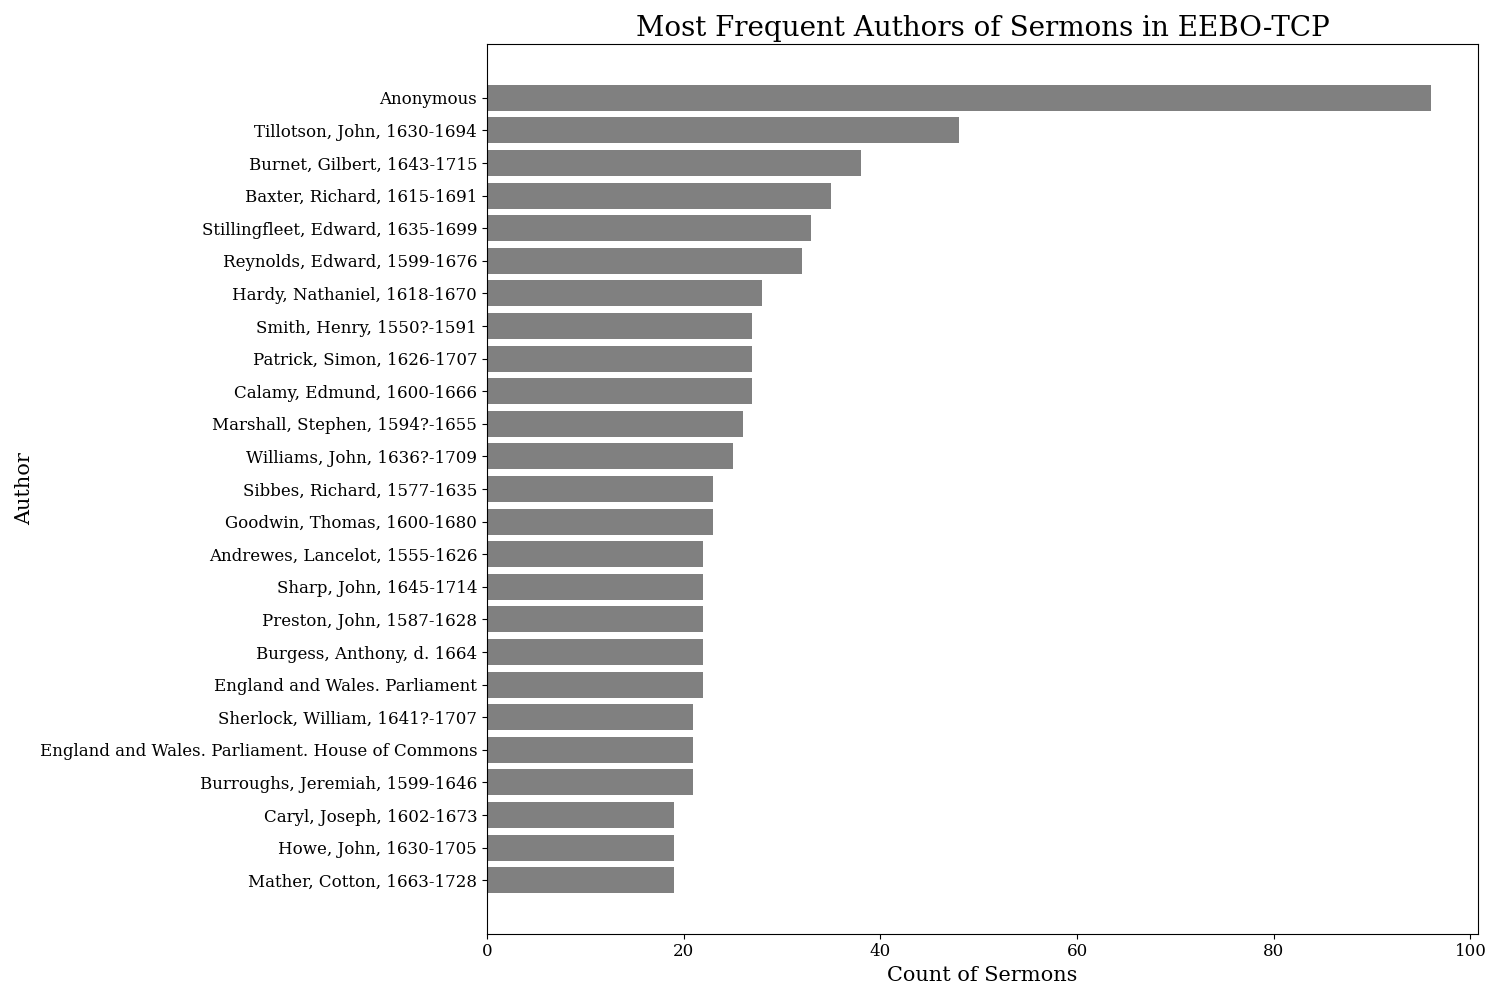 Most Frequent Authors of Sermons in EEBO-TCP
Anonymous
Tillotson, John, 1630-1694
Burnet, Gilbert, 1643-1715
Baxter, Richard, 1615-1691
Stillingfleet, Edward, 1635-1699
Reynolds, Edward, 1599-1676
Hardy, Nathaniel, 1618-1670
Smith, Henry, 1550?-1591
Patrick, Simon, 1626-1707
Calamy, Edmund, 1600-1666
Marshall, Stephen, 1594?-1655
Williams, John, 1636?-1709
Sibbes, Richard, 1577-1635
Goodwin, Thomas, 1600-1680
Andrewes, Lancelot, 1555-1626
Sharp, John, 1645-1714
Preston, John, 1587-1628
Burgess, Anthony, d. 1664
England and Wales. Parliament
Sherlock, William, 1641?-1707
England and Wales. Parliament. House of Commons
Burroughs, Jeremiah, 1599-1646
Caryl, Joseph, 1602-1673
Howe, John, 1630-1705
Mather, Cotton, 1663-1728
Author
0 20 40 60 80 100
Count of Sermons